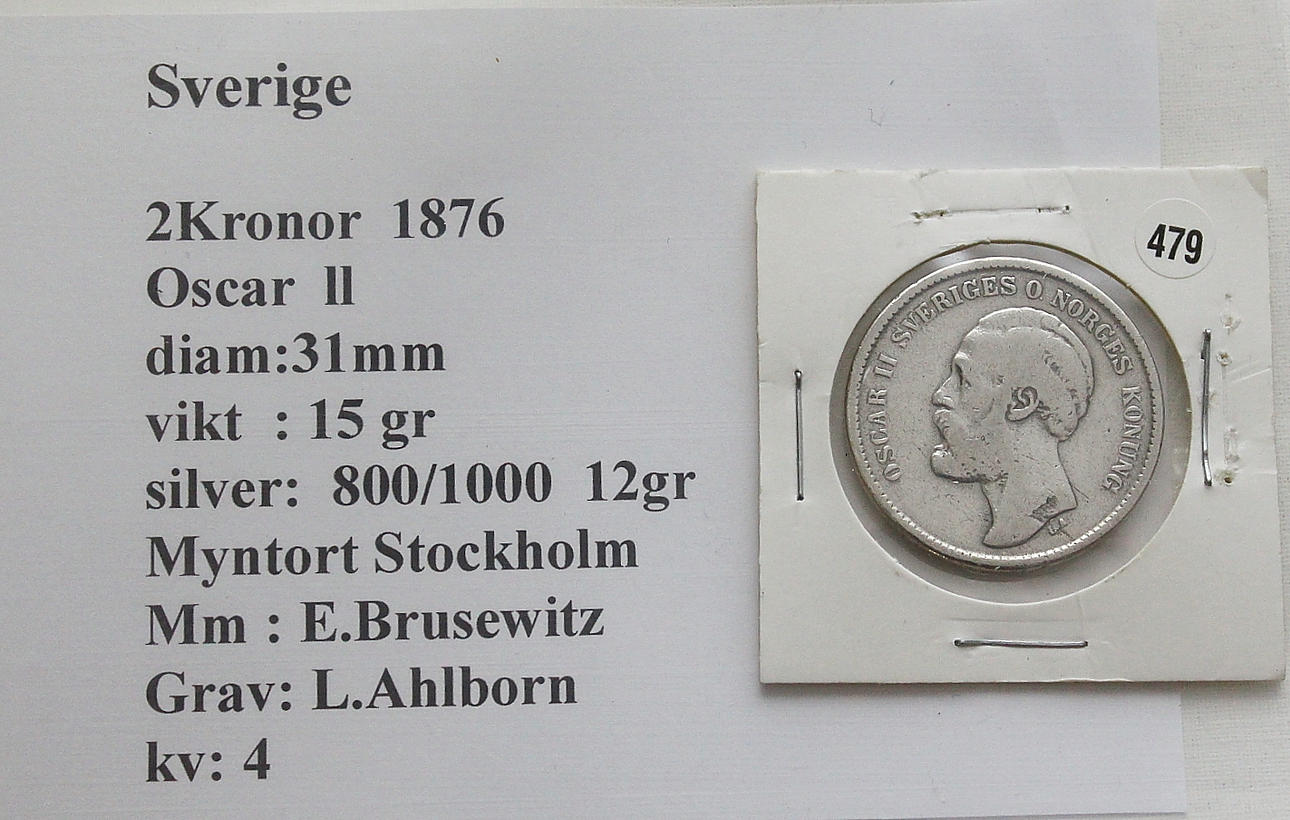 Sverige
2Kronor 1876
Oscar ll
diam:31mm
vikt : 15 gr
silver: 800/1000 12gr
Myntort Stockholm
Mm : E.Brusewitz
Grav: L.Ahlborn
kv: 4
479
OSCAR II SVERIGES O NORGES KONUNG